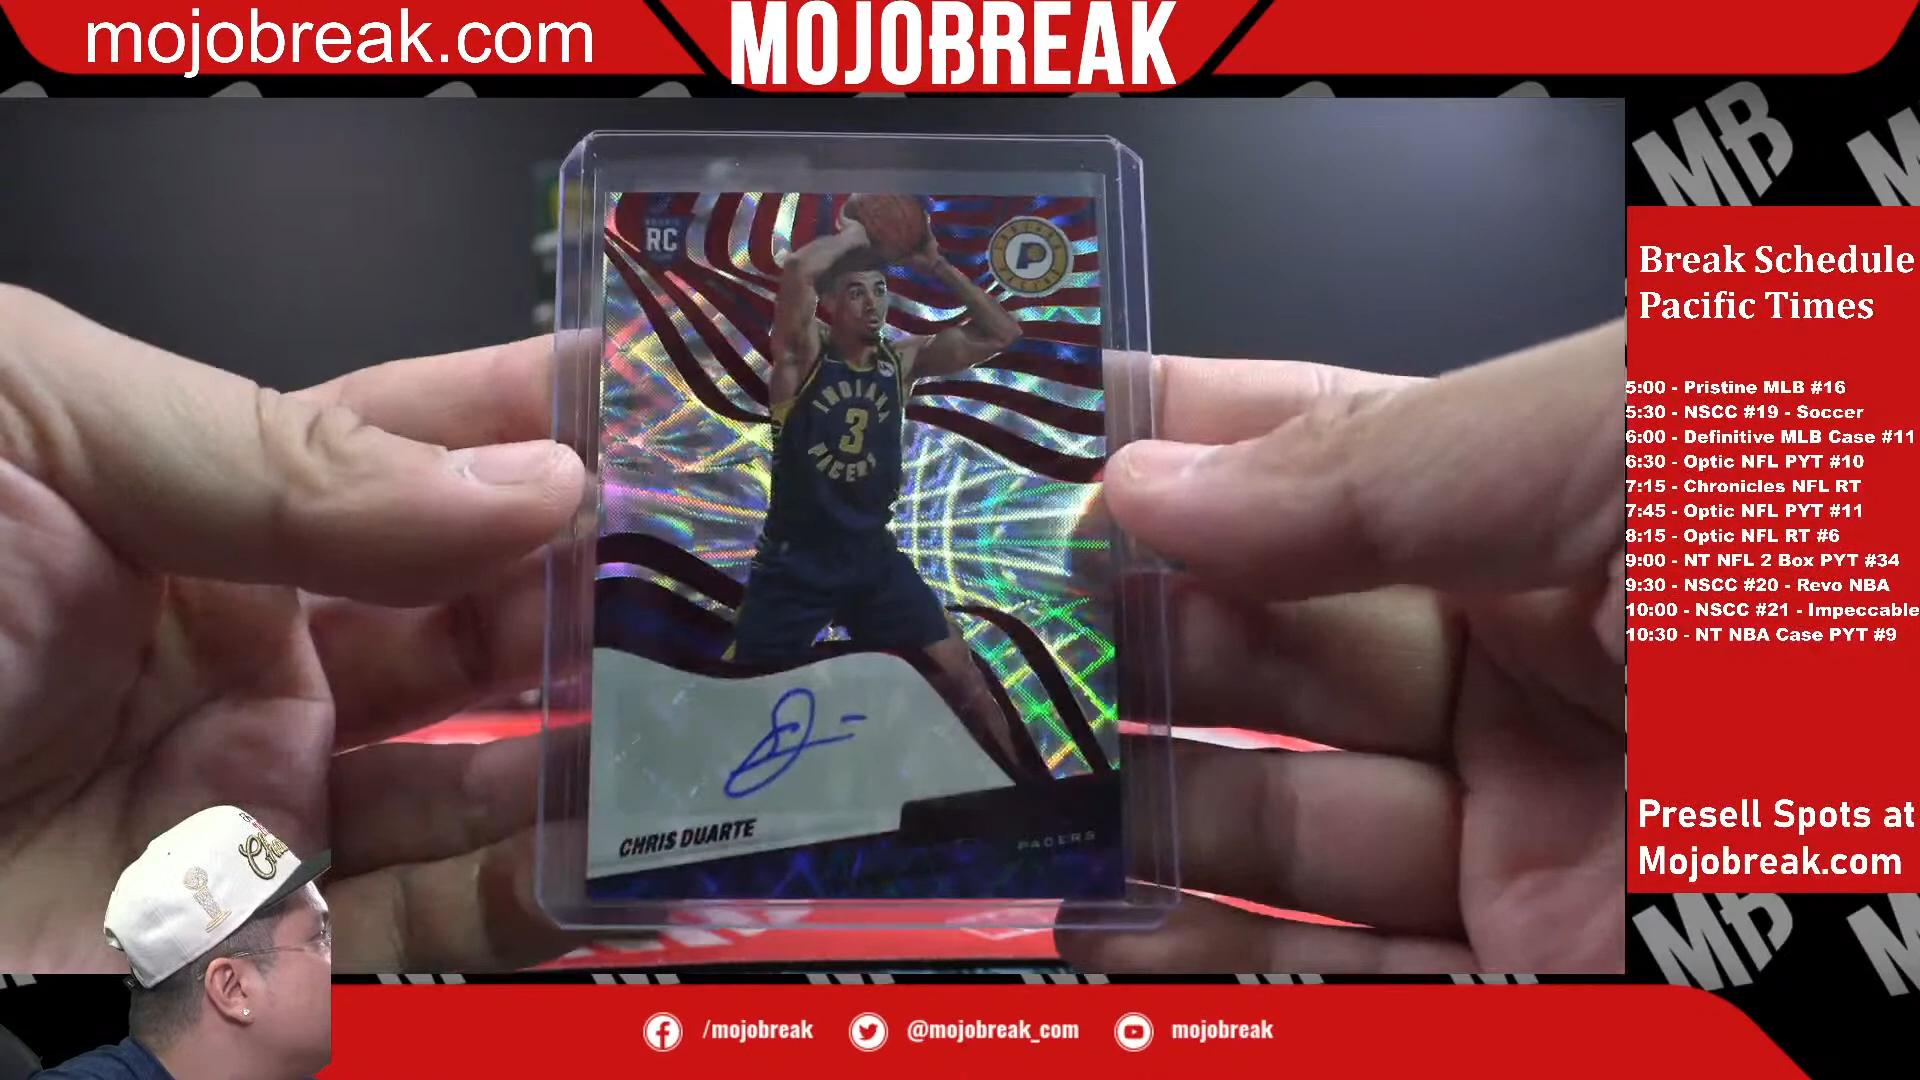 mojobreak.com
MOJOBREAK
RC
INDIANA
3
PACERS
CHRIS DUARTE
PACERS
Break Schedule
Pacific Times
5:00 - Pristine MLB #16
5:30 - NSCC #19 - Soccer
6:00 - Definitive MLB Case #11
6:30 - Optic NFL PYT #10
7:15 - Chronicles NFL RT
7:45 - Optic NFL PYT #11
8:15 - Optic NFL RT #6
9:00 - NT NFL 2 Box PYT #34
9:30 - NSCC #20 - Revo NBA
10:00 - NSCC #21 - Impeccable
10:30 - NT NBA Case PYT #9
Presell Spots at
Mojobreak.com
MB
MB
/mojobreak
@mojobreak_com
mojobreak